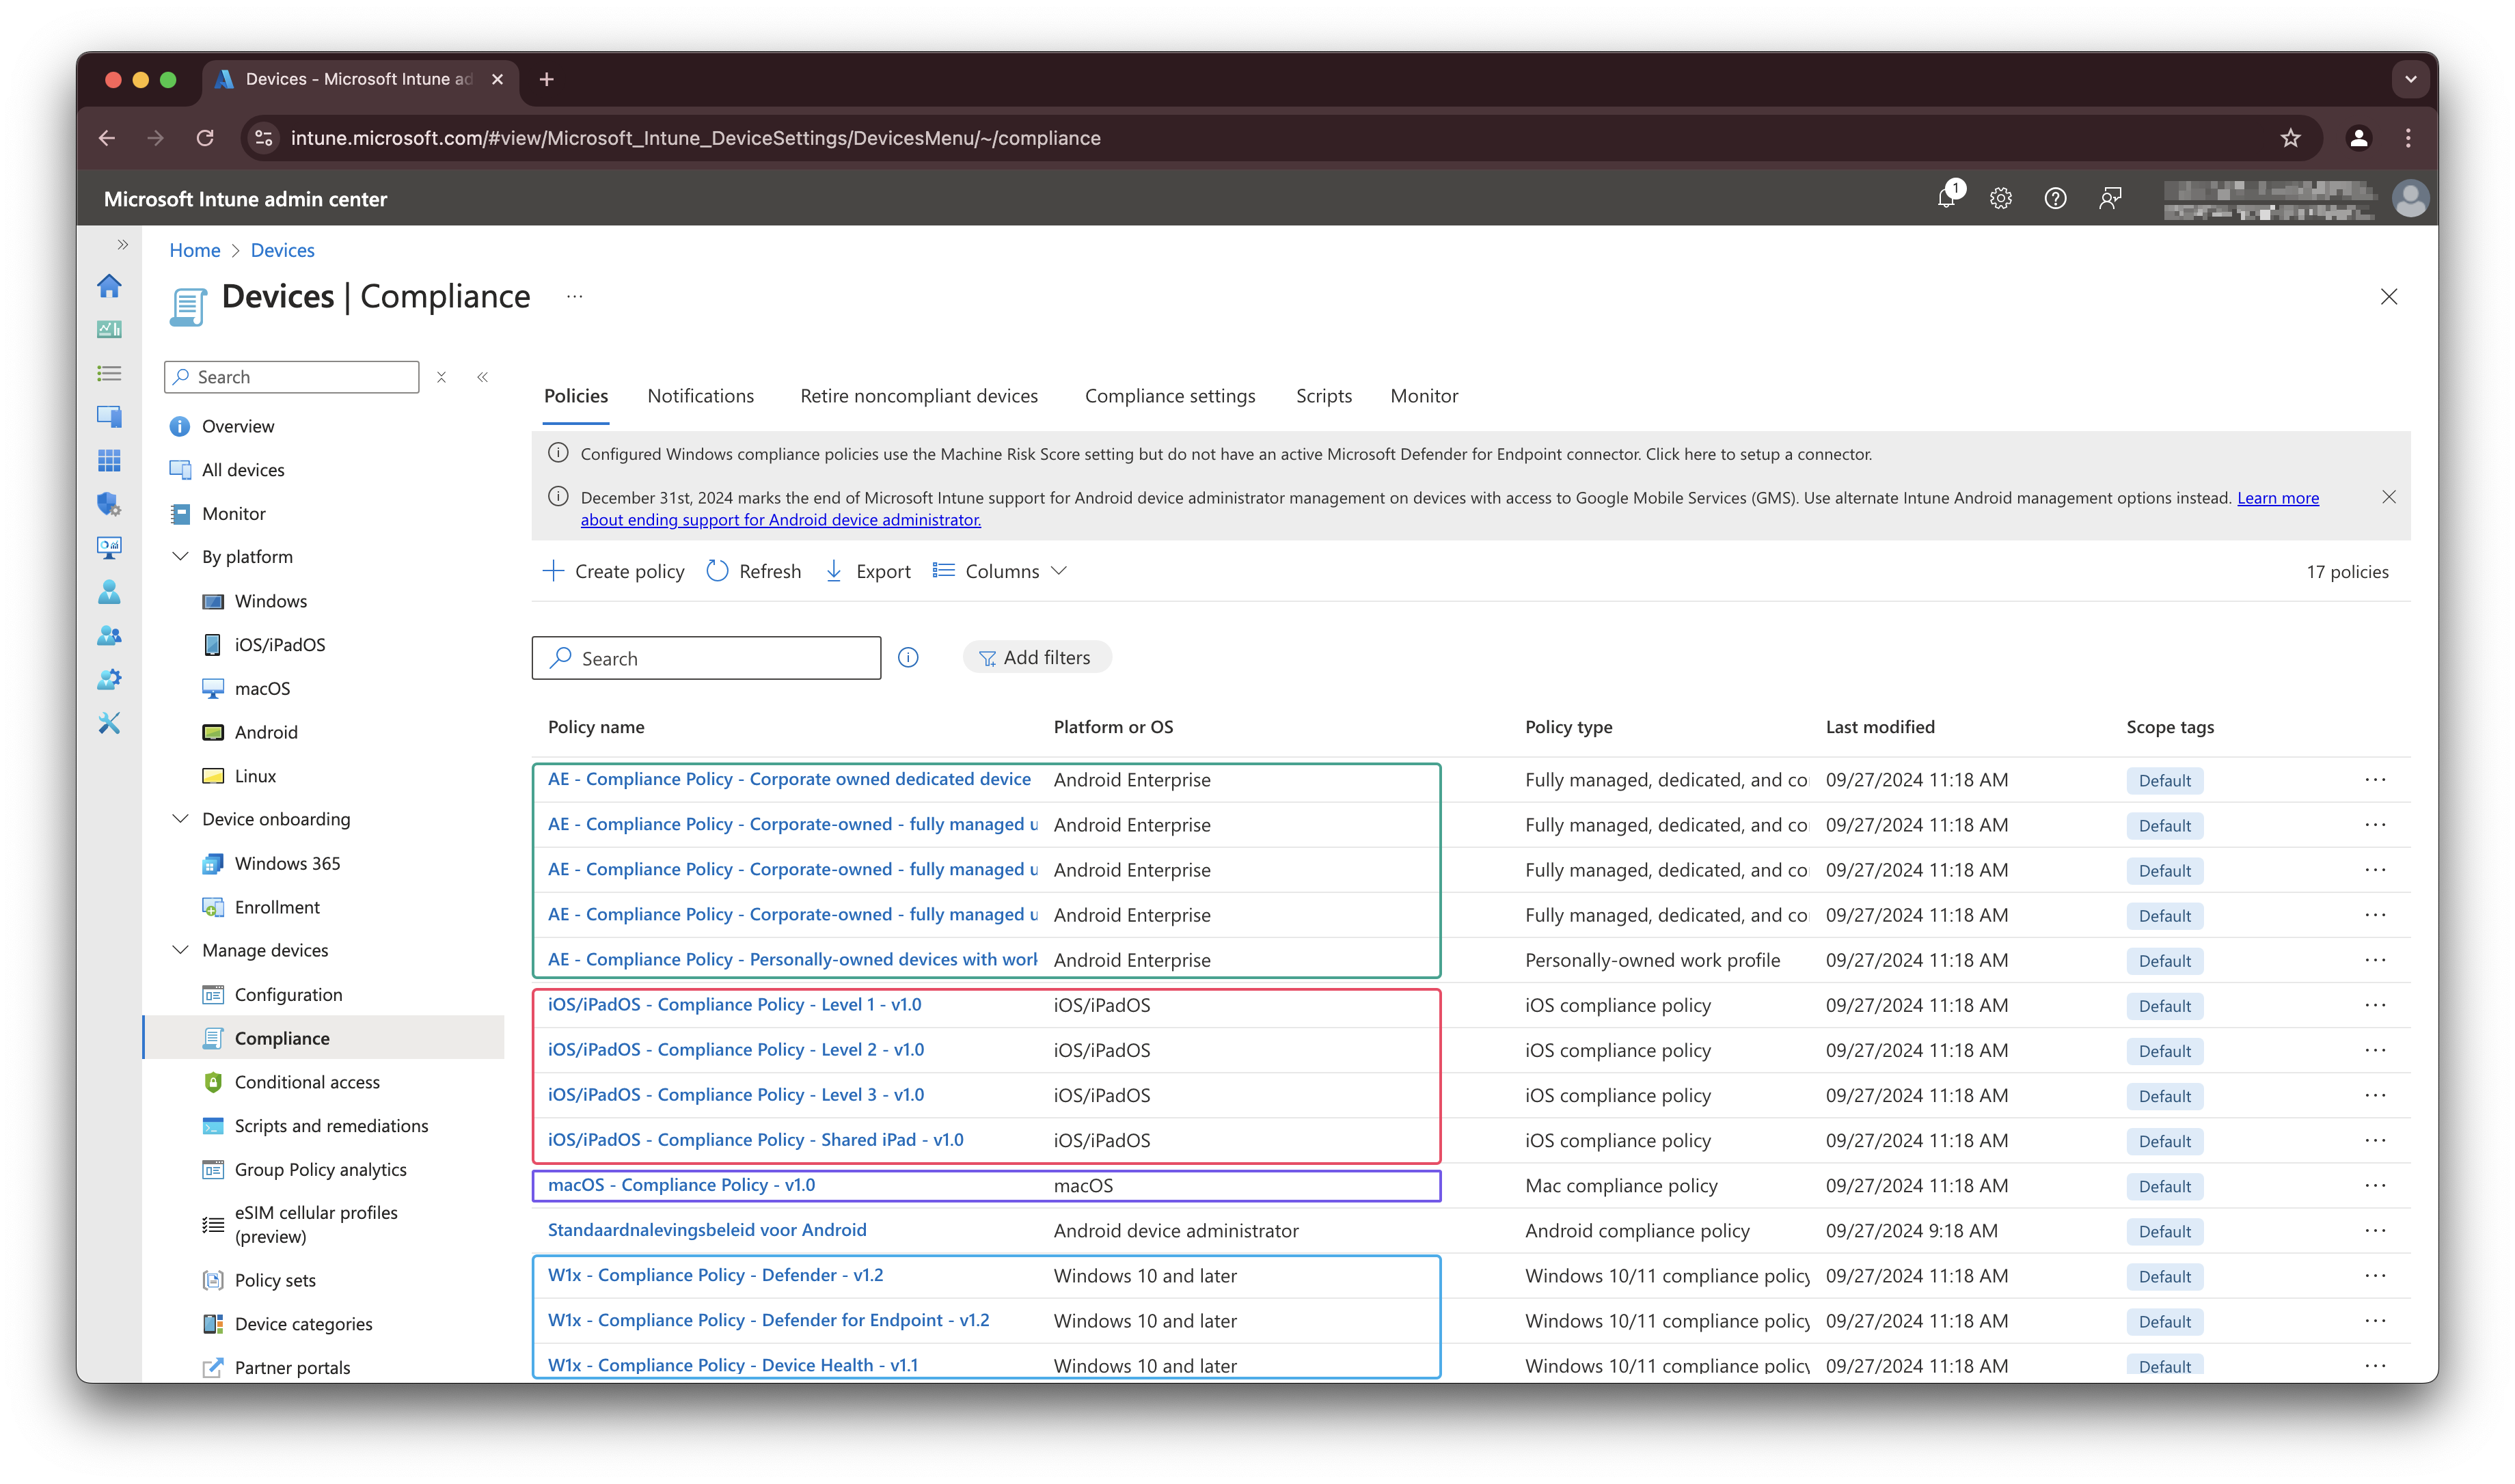 Devices - Microsoft Intune ad
intune.microsoft.com/#view/Microsoft_Intune_DeviceSettings/DevicesMenu/~/compliance
Microsoft Intune admin center
1
Home > Devices
Devices | Compliance ...
Search
Overview
All devices
Monitor
By platform
Windows
iOS/iPadOS
macOS
Android
Linux
Device onboarding
Windows 365
Enrollment
Manage devices
Configuration
Compliance
Conditional access
Scripts and remediations
Group Policy analytics
eSIM cellular profiles
(preview)
Policy sets
Device categories
Partner portals
Policies Notifications Retire noncompliant devices Compliance settings Scripts Monitor
Configured Windows compliance policies use the Machine Risk Score setting but do not have an active Microsoft Defender for Endpoint connector. Click here to setup a connector.
December 31st, 2024 marks the end of Microsoft Intune support for Android device administrator management on devices with access to Google Mobile Services (GMS). Use alternate Intune Android management options instead. Learn more
about ending support for Android device administrator.
Create policy Refresh Export Columns 17 policies
Search Add filters
Policy name Platform or OS Policy type Last modified Scope tags
AE - Compliance Policy - Corporate owned dedicated device Android Enterprise Fully managed, dedicated, and co 09/27/2024 11:18 AM Default ...
AE - Compliance Policy - Corporate-owned - fully managed u Android Enterprise Fully managed, dedicated, and co 09/27/2024 11:18 AM Default ...
AE - Compliance Policy - Corporate-owned - fully managed u Android Enterprise Fully managed, dedicated, and co 09/27/2024 11:18 AM Default ...
AE - Compliance Policy - Corporate-owned - fully managed u Android Enterprise Fully managed, dedicated, and co 09/27/2024 11:18 AM Default ...
AE - Compliance Policy - Personally-owned devices with work Android Enterprise Personally-owned work profile 09/27/2024 11:18 AM Default ...
iOS/iPadOS - Compliance Policy - Level 1 - v1.0 iOS/iPadOS iOS compliance policy 09/27/2024 11:18 AM Default ...
iOS/iPadOS - Compliance Policy - Level 2 - v1.0 iOS/iPadOS iOS compliance policy 09/27/2024 11:18 AM Default ...
iOS/iPadOS - Compliance Policy - Level 3 - v1.0 iOS/iPadOS iOS compliance policy 09/27/2024 11:18 AM Default ...
iOS/iPadOS - Compliance Policy - Shared iPad - v1.0 iOS/iPadOS iOS compliance policy 09/27/2024 11:18 AM Default ...
macOS - Compliance Policy - v1.0 macOS Mac compliance policy 09/27/2024 11:18 AM Default ...
Standaardnalevingsbeleid voor Android Android device administrator Android compliance policy 09/27/2024 9:18 AM Default ...
W1x - Compliance Policy - Defender - v1.2 Windows 10 and later Windows 10/11 compliance policy 09/27/2024 11:18 AM Default ...
W1x - Compliance Policy - Defender for Endpoint - v1.2 Windows 10 and later Windows 10/11 compliance policy 09/27/2024 11:18 AM Default ...
W1x - Compliance Policy - Device Health - v1.1 Windows 10 and later Windows 10/11 compliance policy 09/27/2024 11:18 AM Default ...